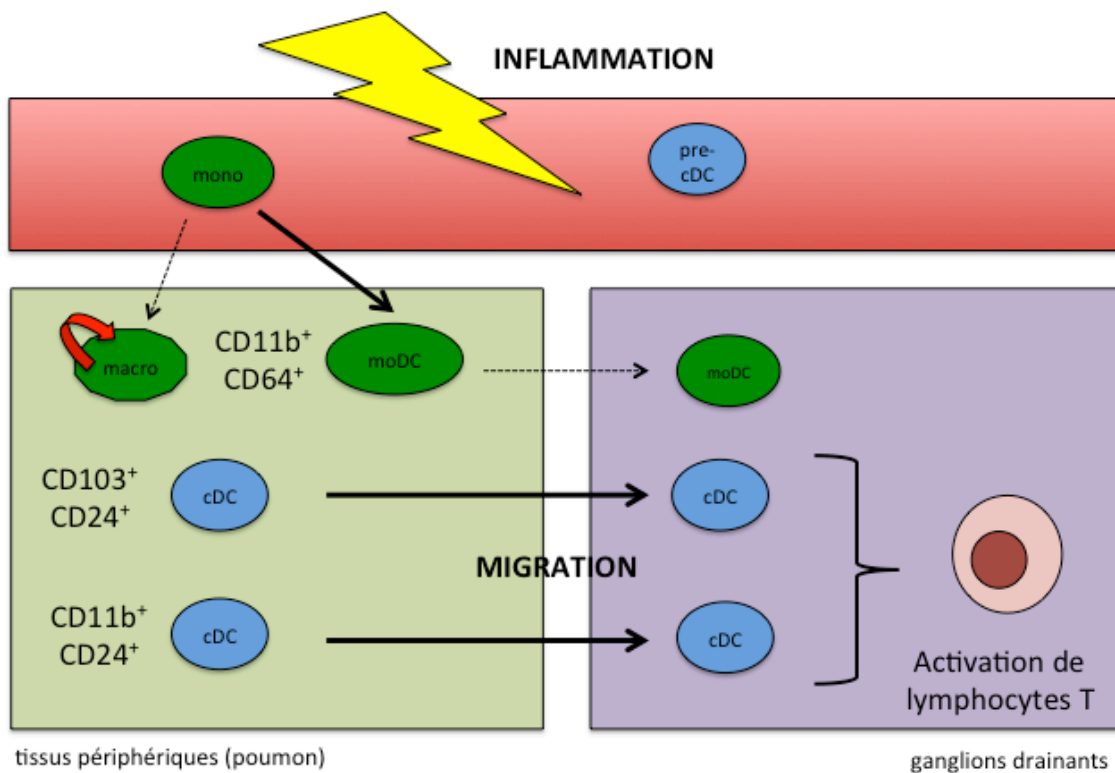 INFLAMMATION
mono
pre-
cDC
macro
CD11b⁺
CD64⁺
moDC
moDC
CD103⁺
CD24⁺
cDC
cDC
MIGRATION
CD11b⁺
CD24⁺
cDC
cDC
Activation de
lymphocytes T
tissus périphériques (poumon)
ganglions drainants